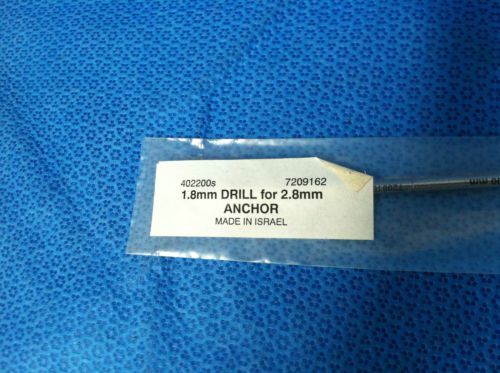 402200s 7209162
1.8mm DRILL for 2.8mm
ANCHOR
MADE IN ISRAEL